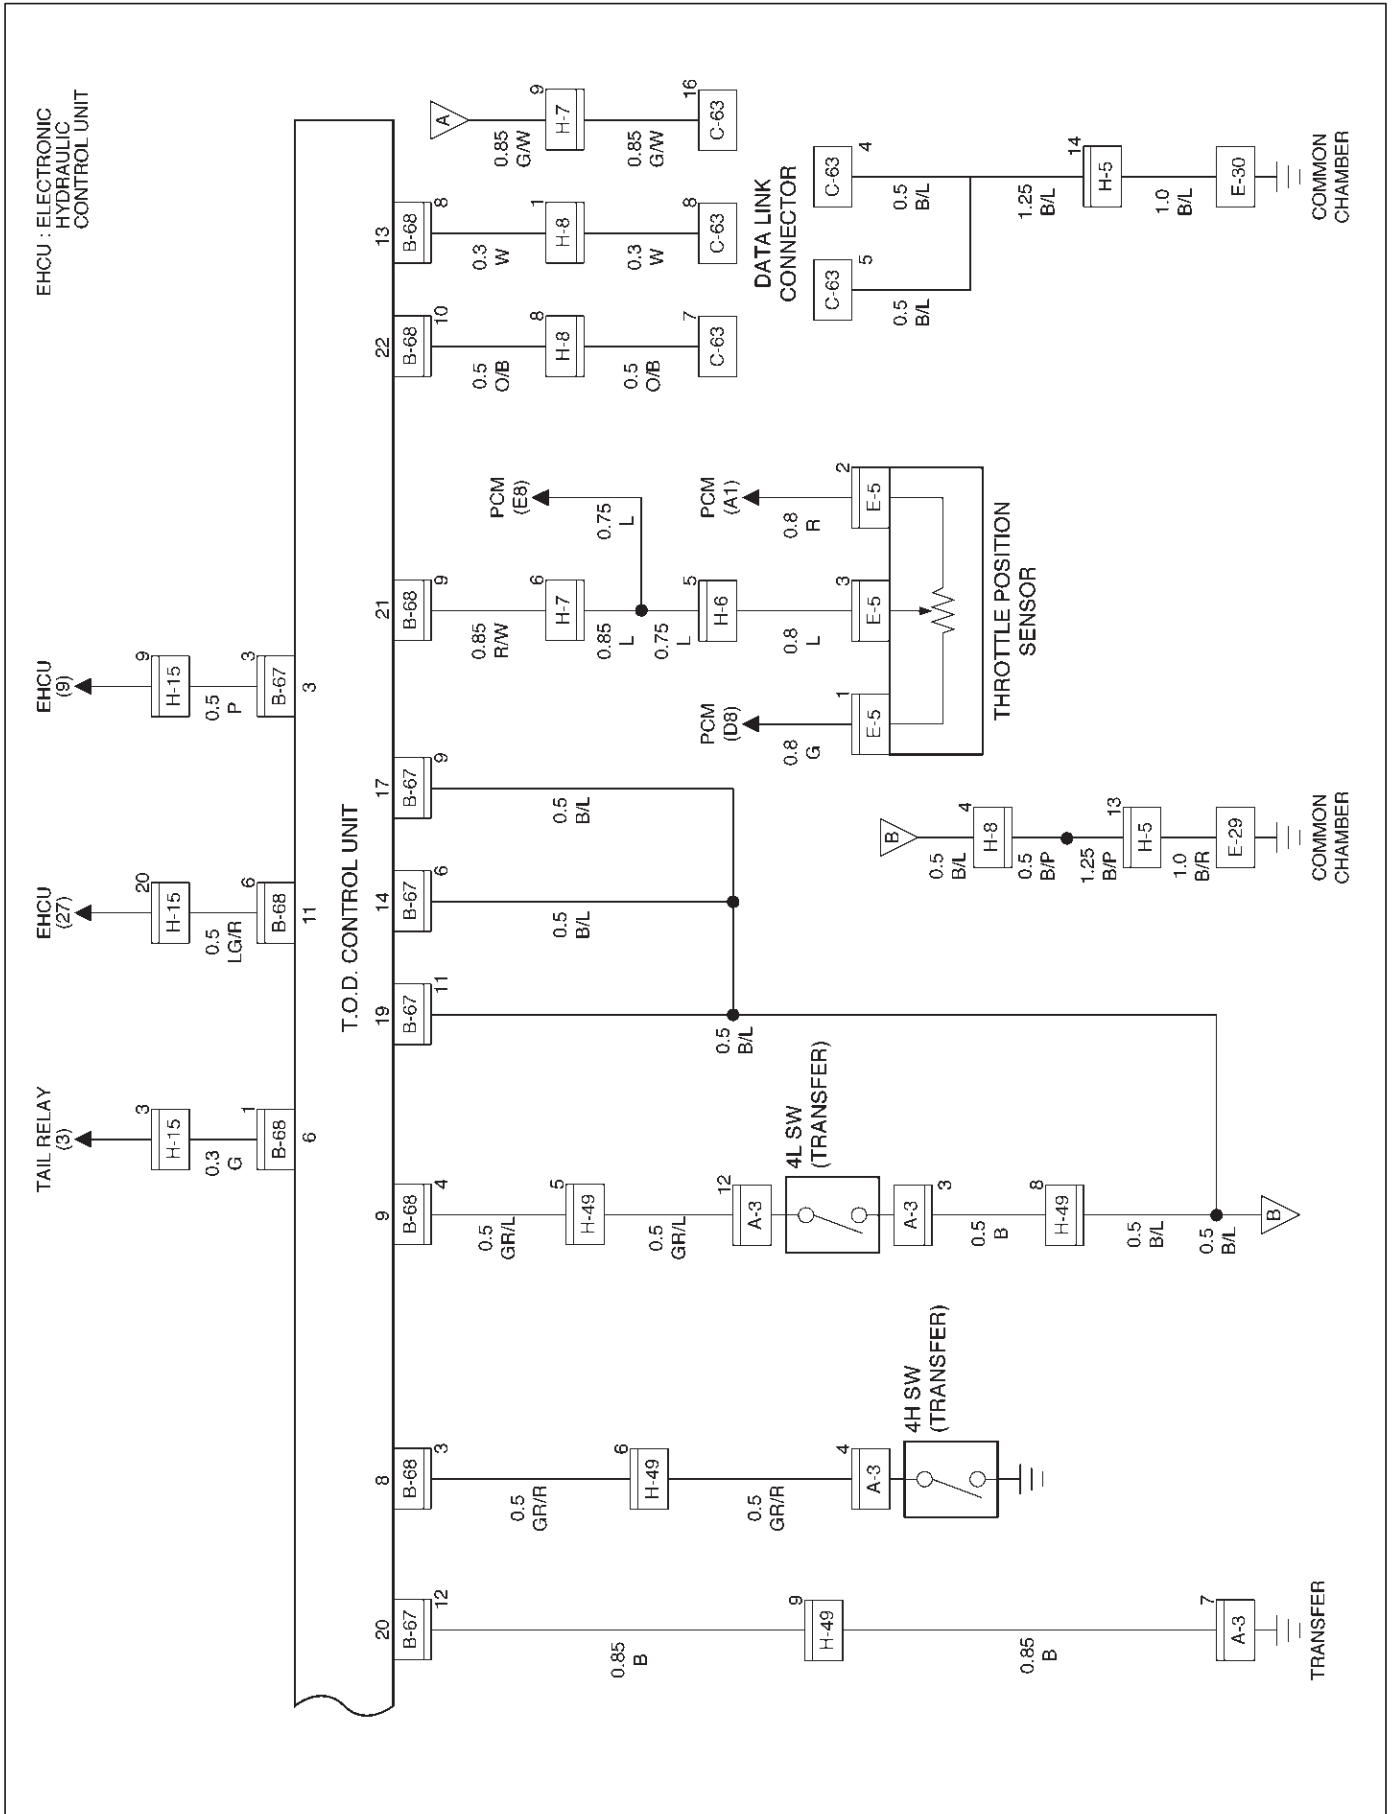 EHCU : ELECTRONIC
HYDRAULIC
CONTROL UNIT
TAIL RELAY
(3)
3
H-15
0.3
G
1
B-68
6
EHCU
(27)
20
H-15
0.5
LG/R
6
B-68
11
EHCU
(9)
9
H-15
0.5
P
3
B-67
3
T.O.D. CONTROL UNIT
20
B-67
12
0.85
B
9
H-49
0.85
B
7
A-3
TRANSFER
8
B-68
3
0.5
GR/R
6
H-49
0.5
GR/R
4
A-3
4H SW
(TRANSFER)
9
B-68
4
0.5
GR/L
5
H-49
0.5
GR/L
12
A-3
4L SW
(TRANSFER)
A-3
3
0.5
B
8
H-49
0.5
B/L
0.5
B/L
B
19
B-67
11
0.5
B/L
14
B-67
6
0.5
B/L
17
B-67
9
0.5
B/L
B
0.5
B/L
4
H-8
0.5
B/P
1.25
B/P
13
H-5
1.0
B/R
E-29
COMMON
CHAMBER
21
B-68
9
0.85
R/W
6
H-7
0.85
L
PCM
(E8)
0.75
L
0.75
L
5
H-6
0.8
L
3
E-5
PCM
(D8)
0.8
G
1
E-5
PCM
(A1)
0.8
R
2
E-5
THROTTLE POSITION
SENSOR
22
B-68
10
0.5
O/B
8
H-8
0.5
O/B
7
C-63
13
B-68
8
0.3
W
1
H-8
0.3
W
8
C-63
A
0.85
G/W
9
H-7
0.85
G/W
16
C-63
DATA LINK
CONNECTOR
C-63
5
0.5
B/L
C-63
4
0.5
B/L
1.25
B/L
14
H-5
1.0
B/L
E-30
COMMON
CHAMBER